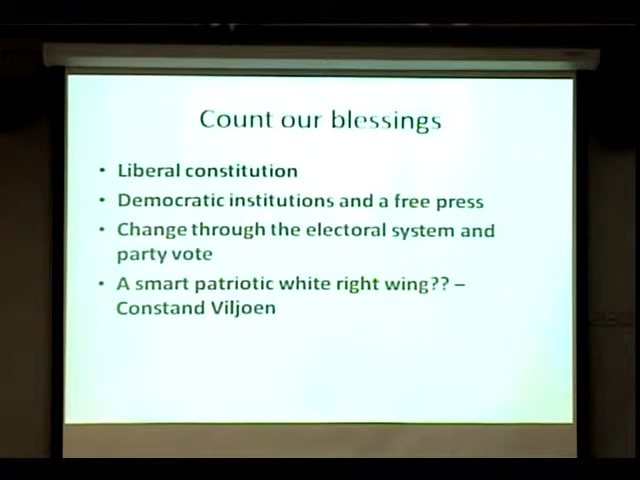 Count our blessings
• Liberal constitution
• Democratic institutions and a free press
• Change through the electoral system and
party vote
• A smart patriotic white right wing?? –
Constand Viljoen